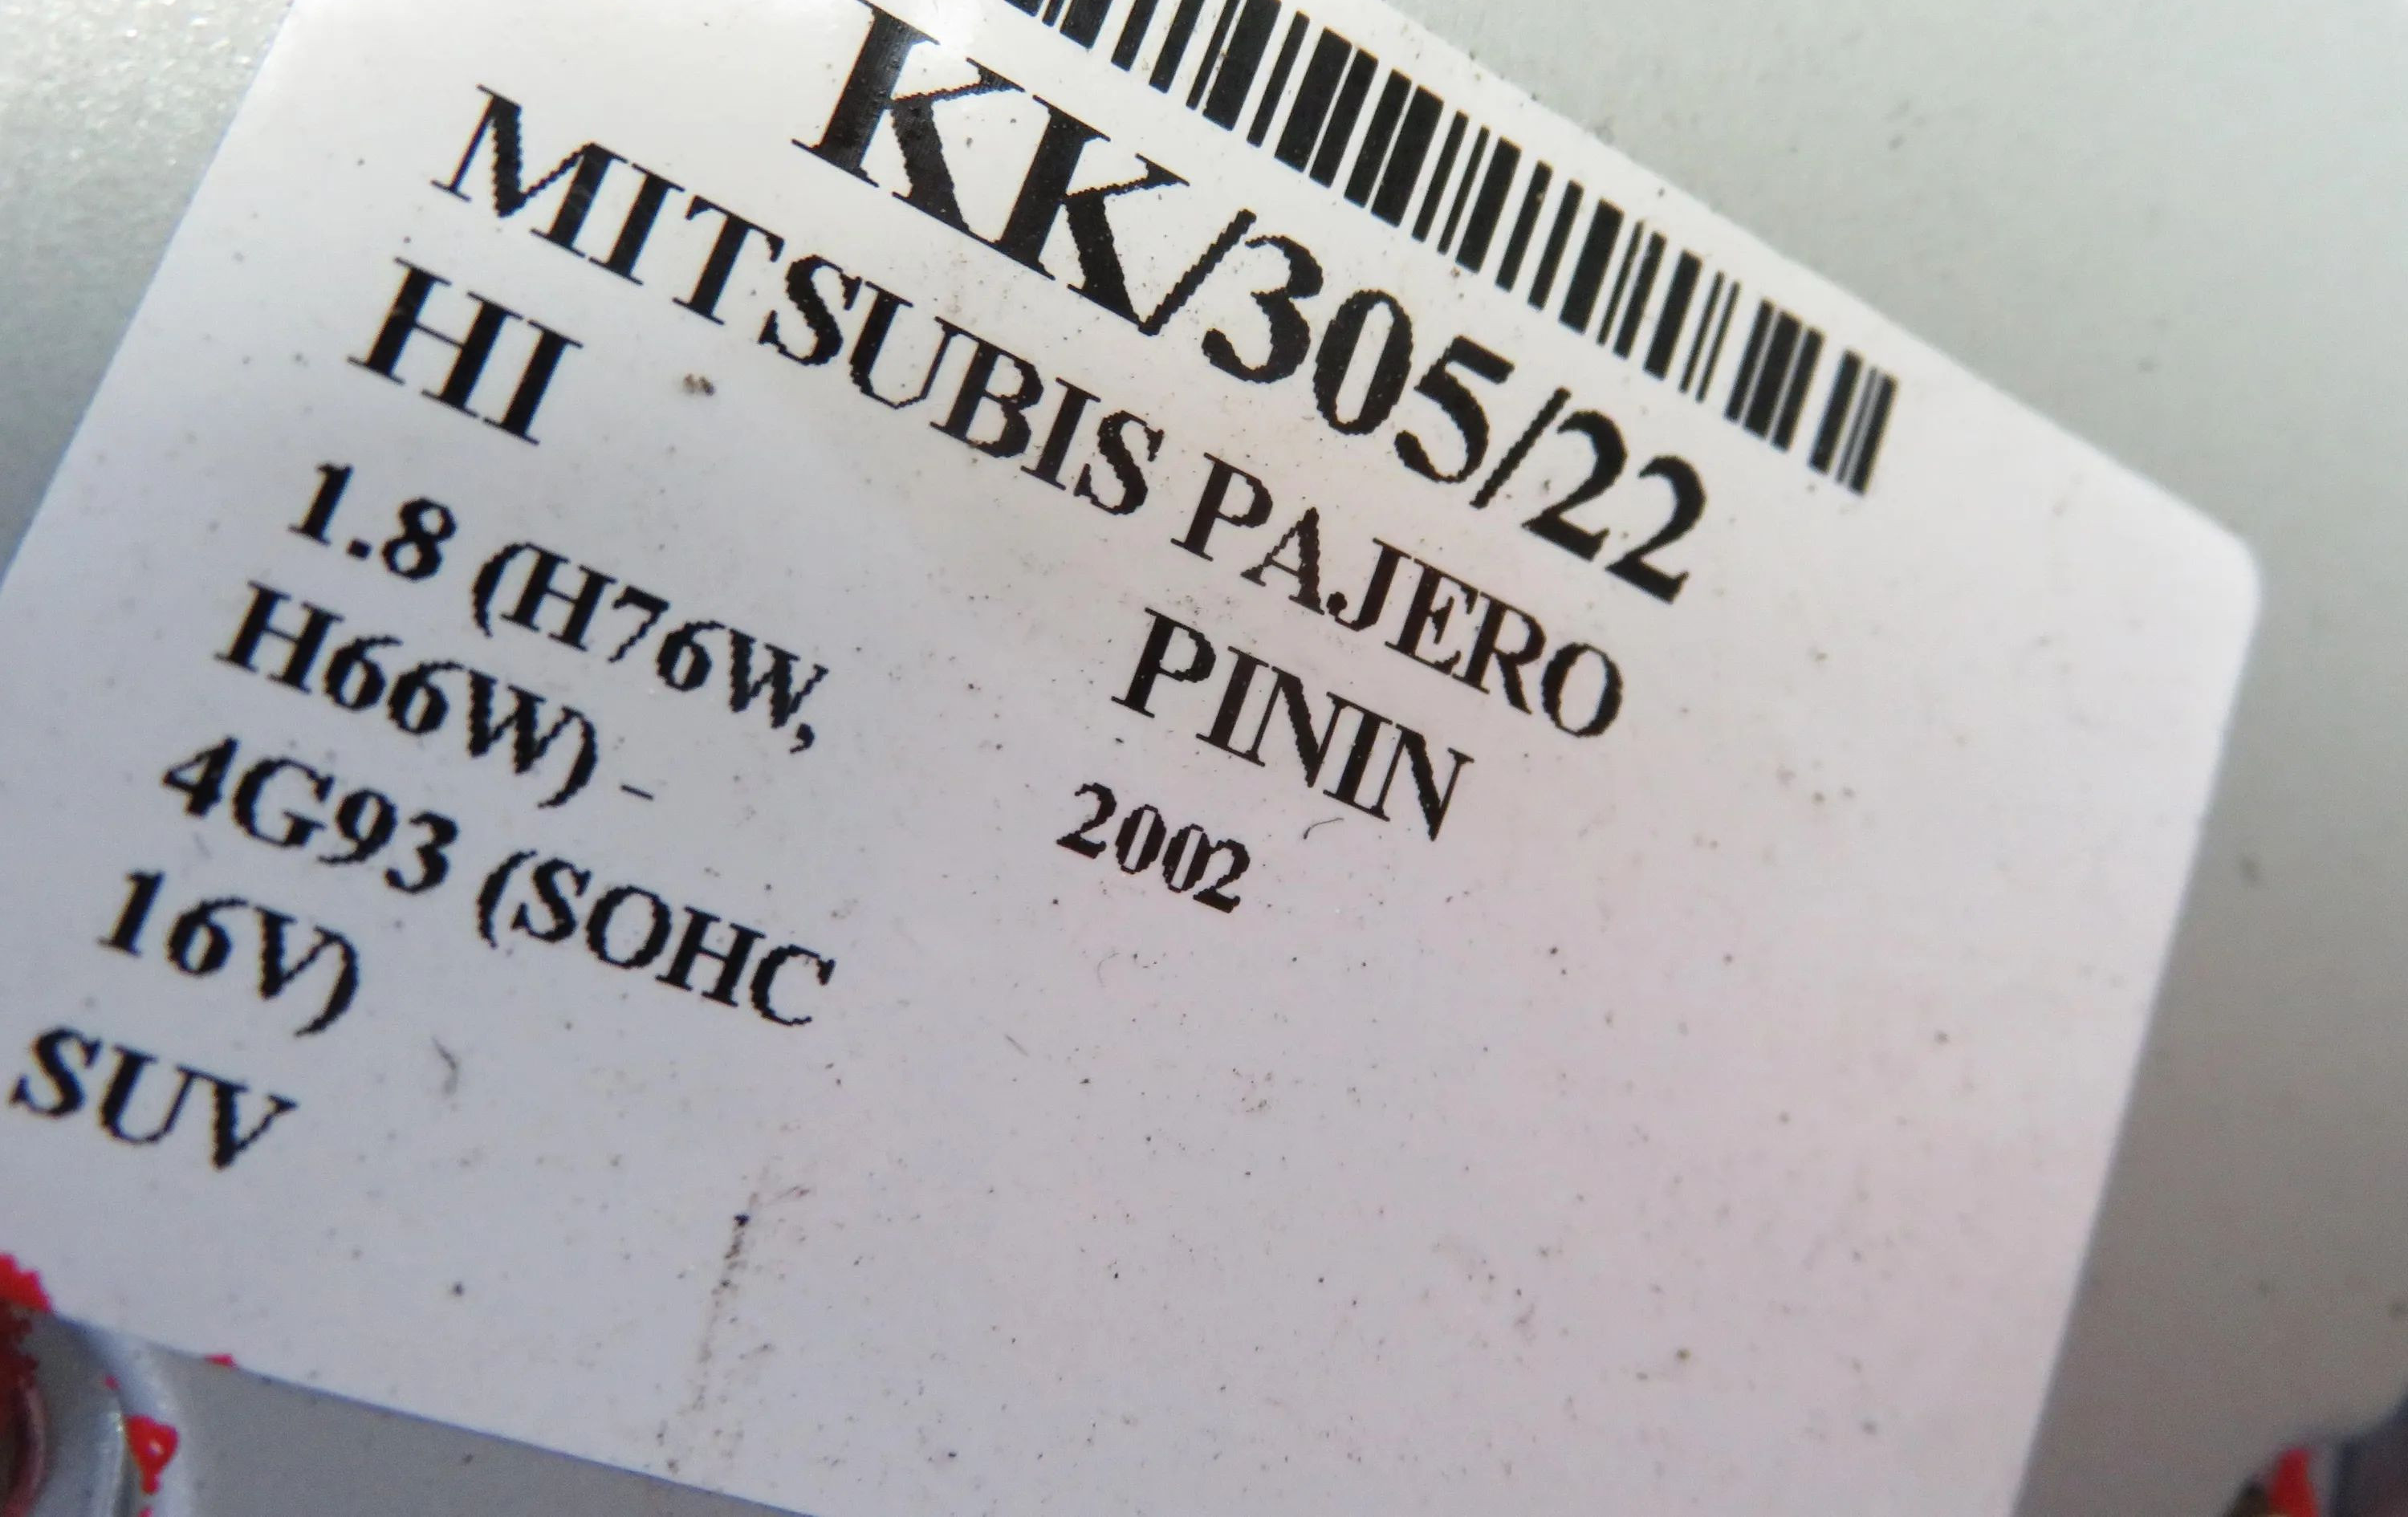 KK/305/22
MITSUBIS PAJERO
HI PININ
1.8 (H76W, 2002
H66W) -
4G93 (SOHC
16V)
SUV